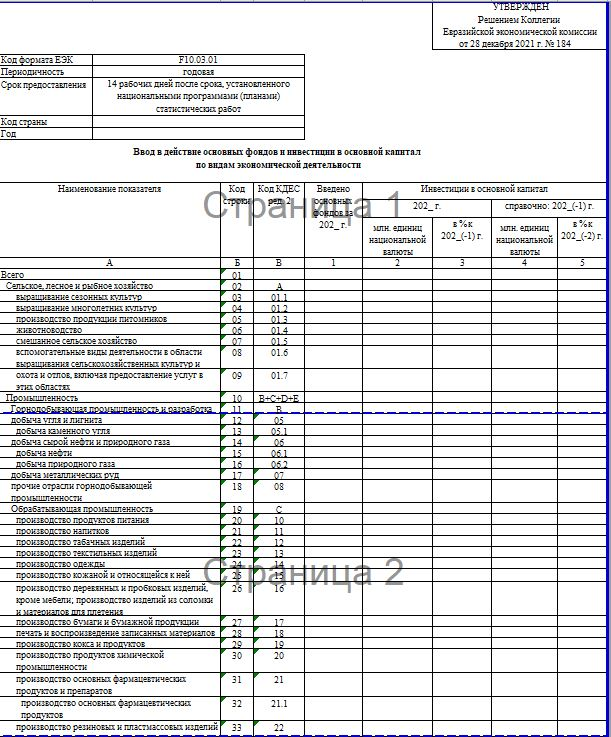 УТВЕРЖДЕН
Решением Коллегии
Евразийской экономической комиссии
от 28 декабря 2021 г. № 184
Код формата ЕЭК F10.03.01
Периодичность годовая
Срок предоставления 14 рабочих дней после срока, установленного
национальными программами (планами)
статистических работ
Код страны
Год
Ввод в действие основных фондов и инвестиции в основной капитал
по видам экономической деятельности
Наименование показателя Код строки Код КДЕС ред. 2 Введено основных фондов за 202_ г. Инвестиции в основной капитал
202_ г. справочно: 202_(-1) г.
млн. единиц национальной валюты в % к 202_(-1) г. млн. единиц национальной валюты в % к 202_(-2) г.
А Б В 1 2 3 4 5
Страница 1
Всего 01
Сельское, лесное и рыбное хозяйство 02 A
выращивание сезонных культур 03 01.1
выращивание многолетних культур 04 01.2
производство продукции питомников 05 01.3
животноводство 06 01.4
смешанное сельское хозяйство 07 01.5
вспомогательные виды деятельности в области 08 01.6
выращивания сельскохозяйственных культур и
охота и отлов, включая предоставление услуг в 09 01.7
этих областях
Промышленность 10 B+C+D+E
Горнодобывающая промышленность и разработка 11 B
добыча угля и лигнита 12 05
добыча каменного угля 13 05.1
добыча сырой нефти и природного газа 14 06
добыча нефти 15 06.1
добыча природного газа 16 06.2
добыча металлических руд 17 07
прочие отрасли горнодобывающей 18 08
промышленности
Обрабатывающая промышленность 19 C
производство продуктов питания 20 10
производство напитков 21 11
производство табачных изделий 22 12
производство текстильных изделий 23 13
производство одежды 24 14
Страница 2
производство кожаной и относящейся к ней 25 15
производство деревянных и пробковых изделий, 26 16
кроме мебели; производство изделий из соломки
и материалов для плетения
производство бумаги и бумажной продукции 27 17
печать и воспроизведение записанных материалов 28 18
производство кокса и продуктов 29 19
производство продуктов химической 30 20
промышленности
производство основных фармацевтических 31 21
продуктов и препаратов
производство основных фармацевтических 32 21.1
продуктов
производство резиновых и пластмассовых изделий 33 22